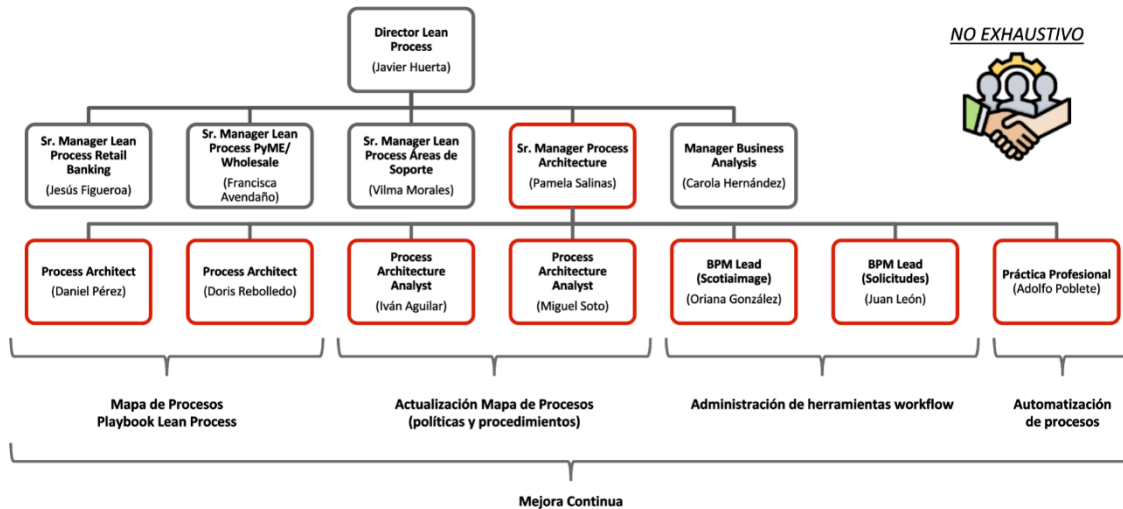 Director Lean
Process
(Javier Huerta)
NO EXHAUSTIVO
Sr. Manager Lean
Process Retail
Banking
(Jesús Figueroa)
Sr. Manager Lean
Process PyME/
Wholesale
(Francisca
Avendaño)
Sr. Manager Lean
Process Áreas de
Soporte
(Vilma Morales)
Sr. Manager Process
Architecture
(Pamela Salinas)
Manager Business
Analysis
(Carola Hernández)
Process Architect
(Daniel Pérez)
Process Architect
(Doris Rebolledo)
Process
Architecture
Analyst
(Iván Aguilar)
Process
Architecture
Analyst
(Miguel Soto)
BPM Lead
(Scotiaimage)
(Oriana González)
BPM Lead
(Solicitudes)
(Juan León)
Práctica Profesional
(Adolfo Poblete)
Mapa de Procesos
Playbook Lean Process
Actualización Mapa de Procesos
(políticas y procedimientos)
Administración de herramientas workflow
Automatización
de procesos
Mejora Continua